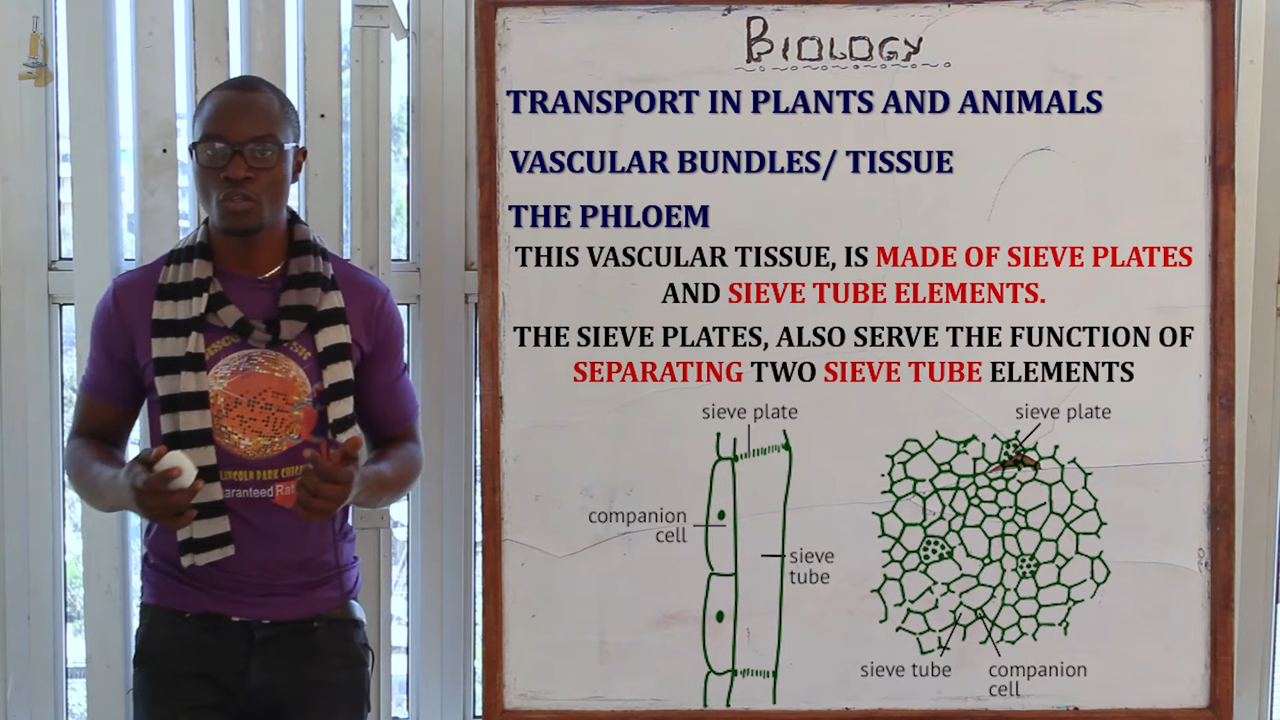 BIOLOGY
TRANSPORT IN PLANTS AND ANIMALS
VASCULAR BUNDLES/ TISSUE
THE PHLOEM
THIS VASCULAR TISSUE, IS MADE OF SIEVE PLATES
AND SIEVE TUBE ELEMENTS.
THE SIEVE PLATES, ALSO SERVE THE FUNCTION OF
SEPARATING TWO SIEVE TUBE ELEMENTS
sieve plate
companion
cell
sieve
tube
sieve plate
sieve tube
companion
cell
LINCOLN PARK